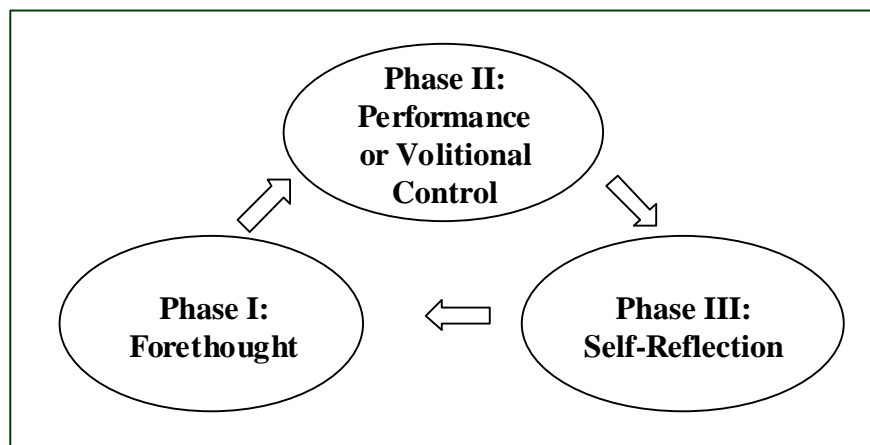 Phase II:
Performance
or Volitional
Control
Phase I:
Forethought
Phase III:
Self-Reflection